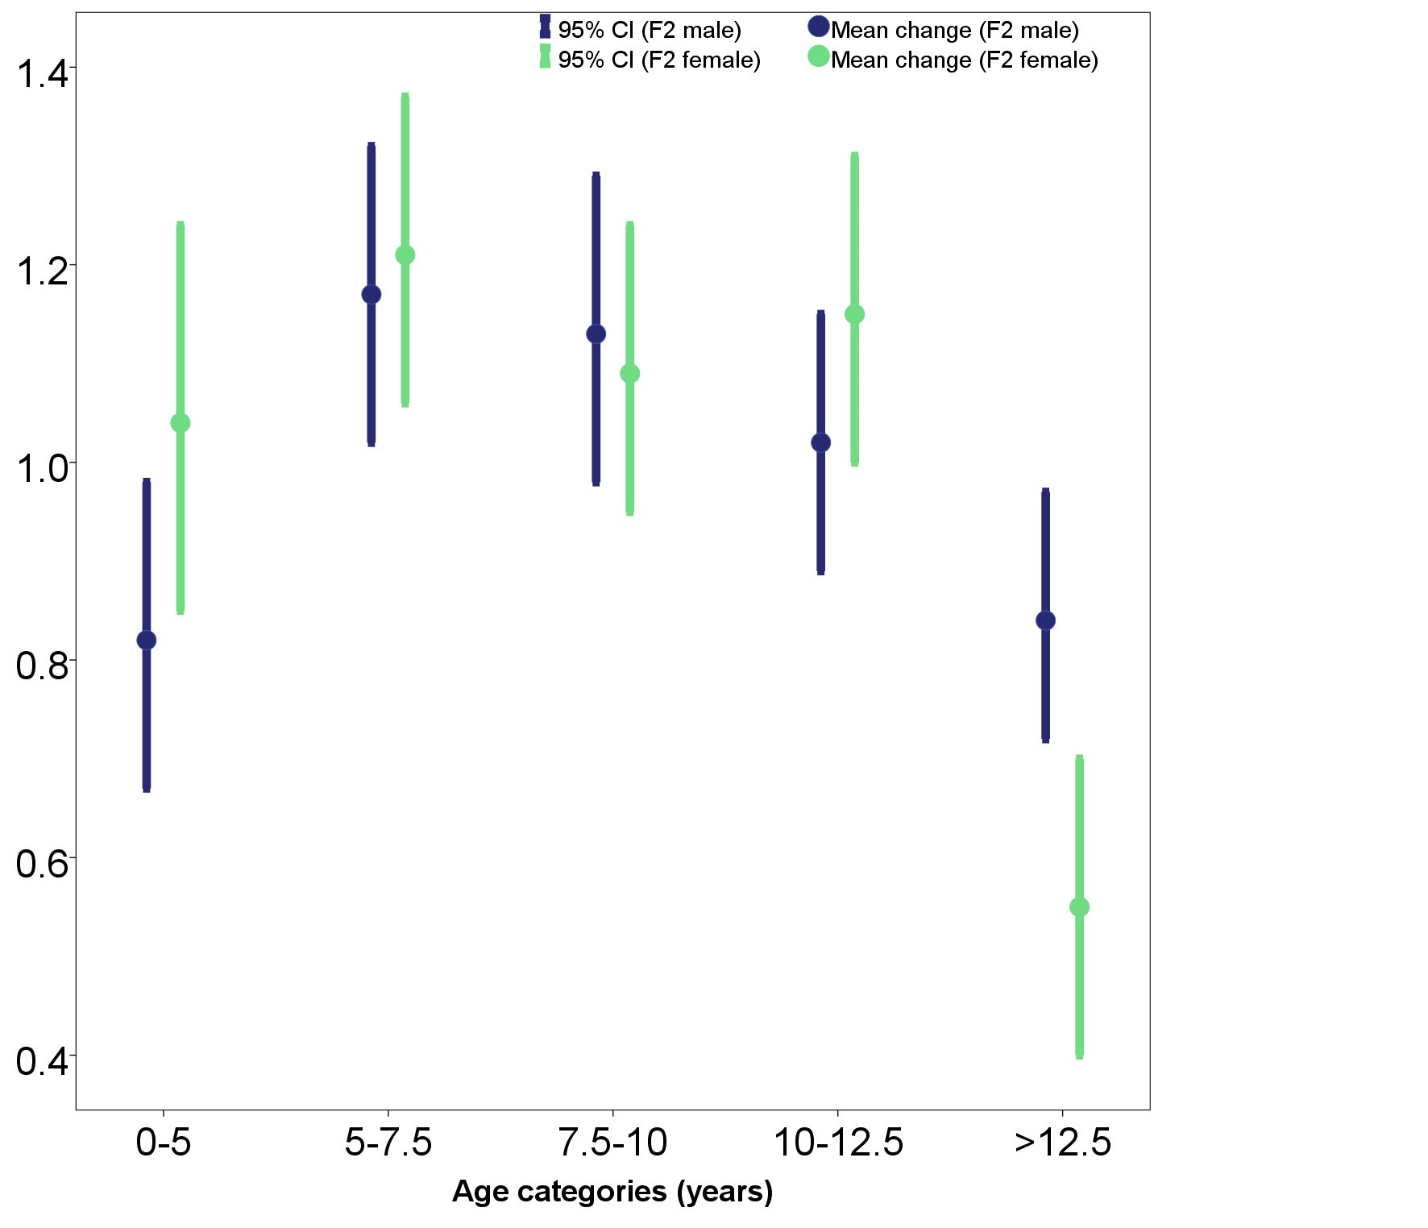 95% CI (F2 male) Mean change (F2 male)
95% CI (F2 female) Mean change (F2 female)
1.4
1.2
1.0
0.8
0.6
0.4
0-5 5-7.5 7.5-10 10-12.5 >12.5
Age categories (years)